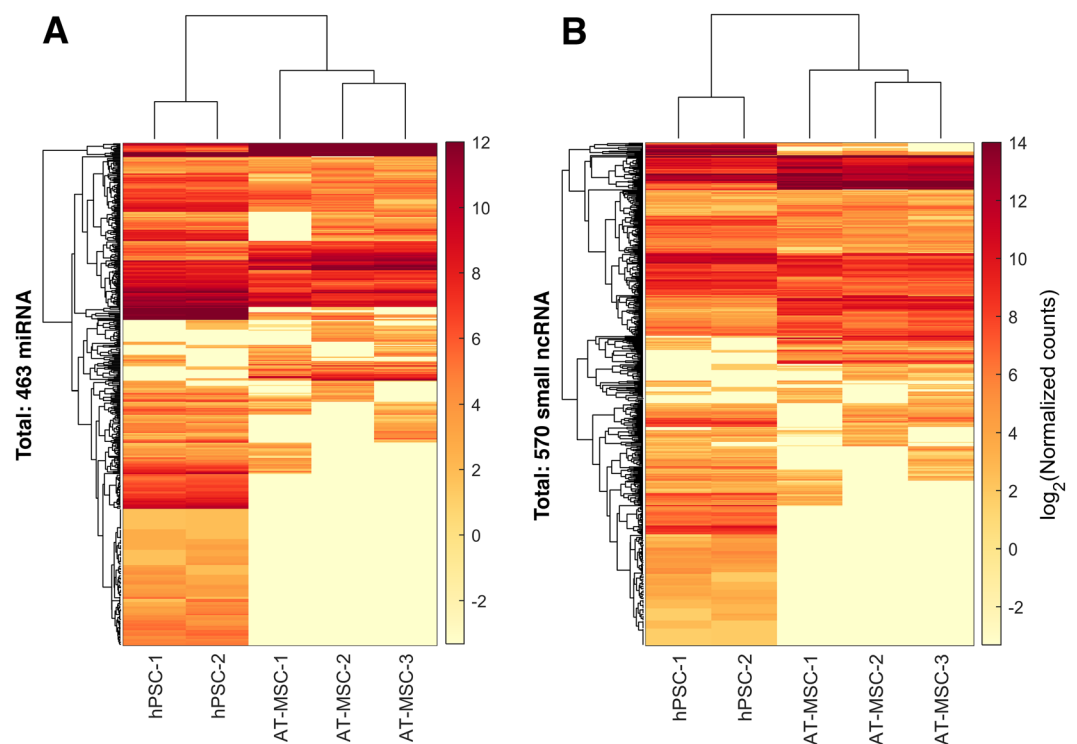 A
Total: 463 miRNA
hPSC-1
hPSC-2
AT-MSC-1
AT-MSC-2
AT-MSC-3
12
10
8
6
4
2
0
-2
B
Total: 570 small ncRNA
hPSC-1
hPSC-2
AT-MSC-1
AT-MSC-2
AT-MSC-3
14
12
10
8
6
4
2
0
-2
log2(Normalized counts)